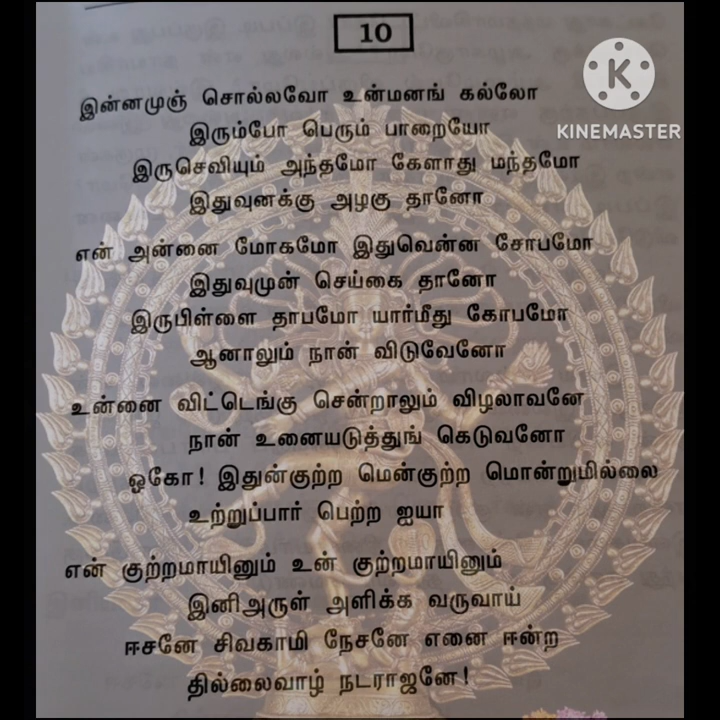 10
KINEMASTER
இன்னமுஞ் சொல்லவோ உன்மனங் கல்லோ
இரும்போ பெரும் பாறையோ
இருசெவியும் அந்தமோ கேளாது மந்தமோ
இதுவுனக்கு அழகு தானோ
என் அன்னை மோகமோ இதுவென்ன சோபமோ
இதுவுமுன் செய்கை தானோ
இருபிள்ளை தாபமோ யார்மீது கோபமோ
ஆனாலும் நான் விடுவேனோ
உன்னை விட்டெங்கு சென்றாலும் விழலாவனே
நான் உனையடுத்துங் கெடுவனோ
ஓகோ! இதுன்குற்ற மென்குற்ற மொன்றுமில்லை
உற்றுப்பார் பெற்ற ஐயா
என் குற்றமாயினும் உன் குற்றமாயினும்
இனிஅருள் அளிக்க வருவாய்
ஈசனே சிவகாமி நேசனே எனை ஈன்ற
தில்லைவாழ் நடராஜனே!